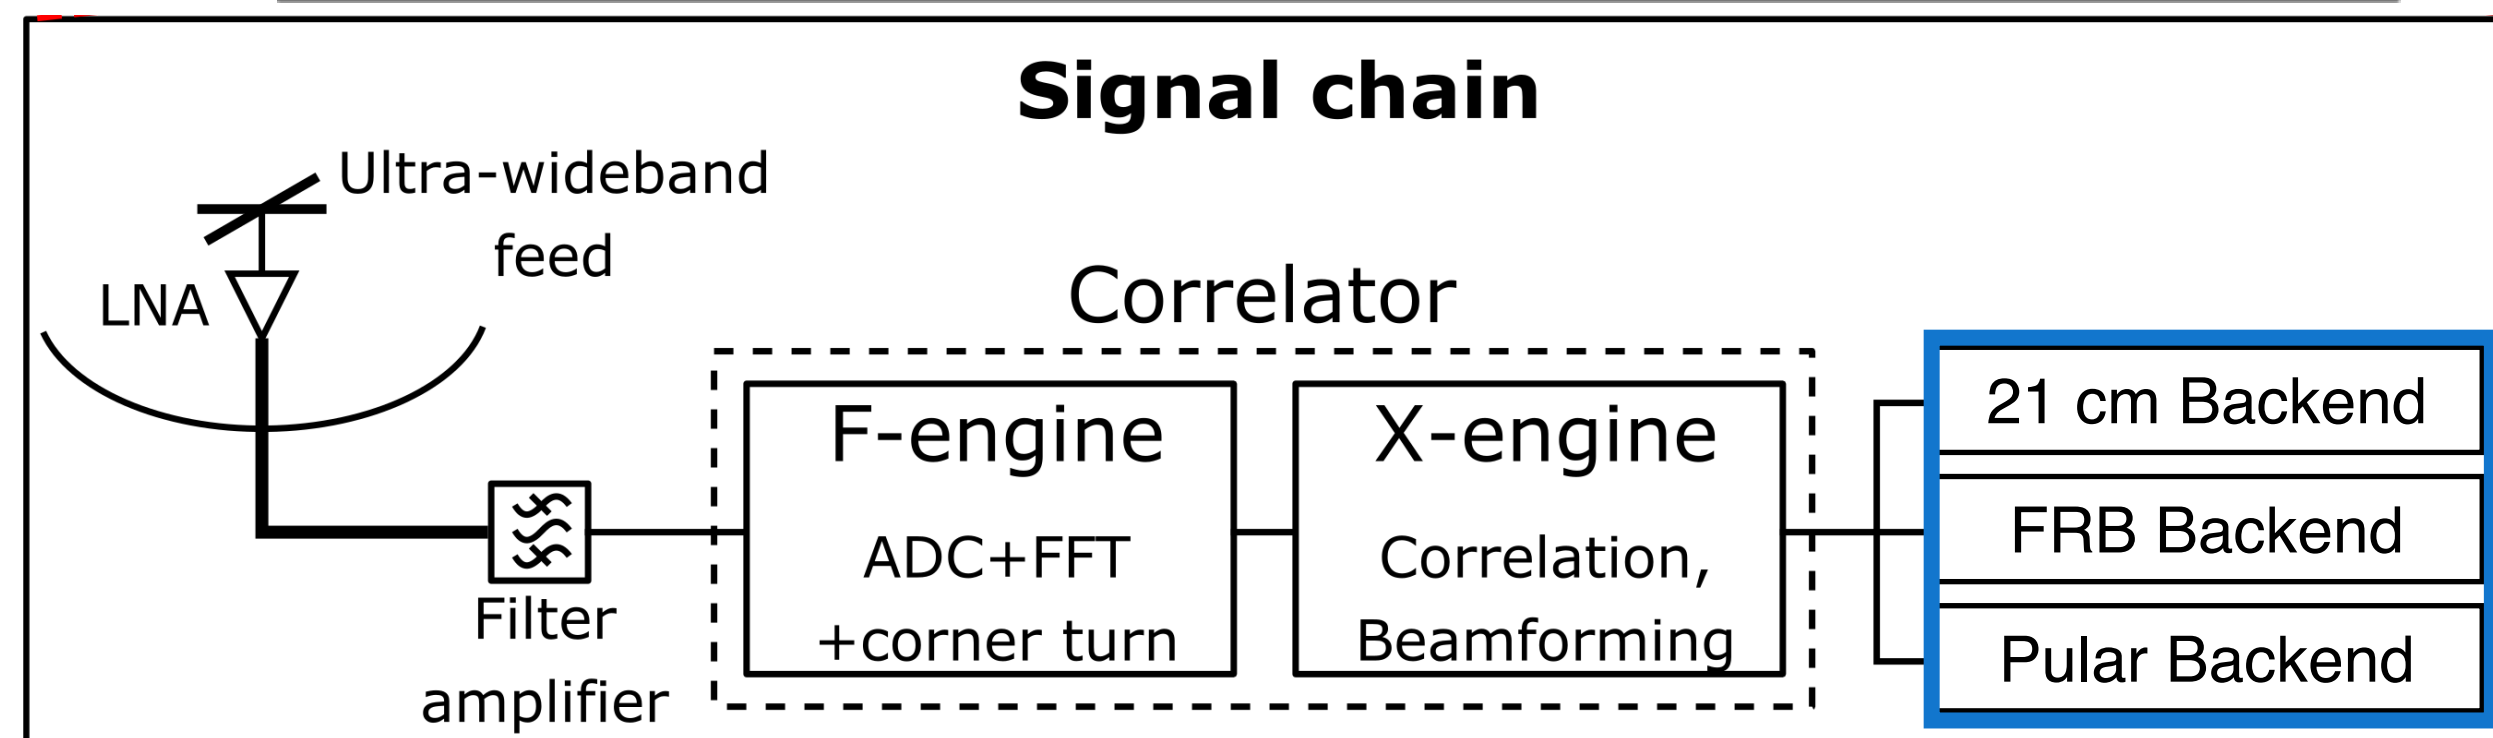 Signal chain
Ultra-wideband
feed
LNA
Correlator
F-engine
ADC+FFT
+corner turn
X-engine
Correlation,
Beamforming
Filter
amplifier
21 cm Backend
FRB Backend
Pular Backend